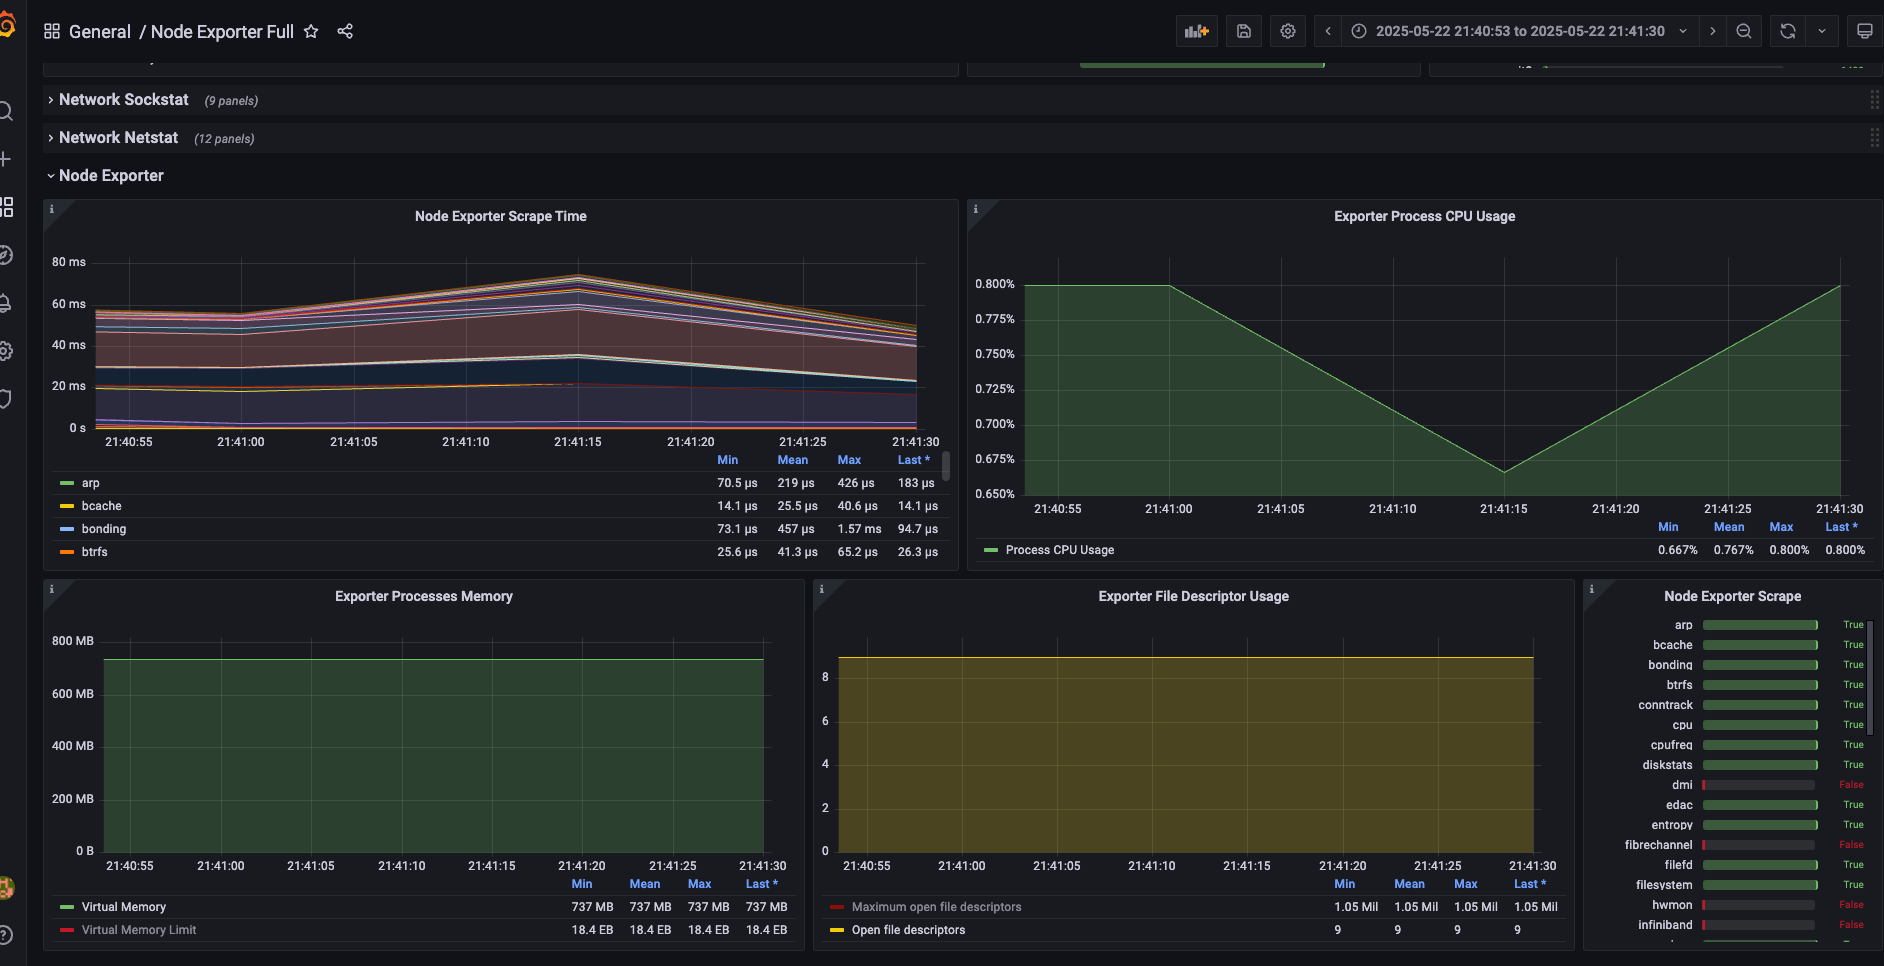 General / Node Exporter Full
2025-05-22 21:40:53 to 2025-05-22 21:41:30
Network Sockstat (9 panels)
Network Netstat (12 panels)
Node Exporter
Node Exporter Scrape Time
80 ms
60 ms
40 ms
20 ms
0 s
21:40:55 21:41:00 21:41:05 21:41:10 21:41:15 21:41:20 21:41:25 21:41:30
Min Mean Max Last *
arp 70.5 µs 219 µs 426 µs 183 µs
bcache 14.1 µs 25.5 µs 40.6 µs 14.1 µs
bonding 73.1 µs 457 µs 1.57 ms 94.7 µs
btrfs 25.6 µs 41.3 µs 65.2 µs 26.3 µs
Exporter Process CPU Usage
0.800%
0.775%
0.750%
0.725%
0.700%
0.675%
0.650%
21:40:55 21:41:00 21:41:05 21:41:10 21:41:15 21:41:20 21:41:25 21:41:30
Min Mean Max Last *
Process CPU Usage 0.667% 0.767% 0.800% 0.800%
Exporter Processes Memory
800 MB
600 MB
400 MB
200 MB
0 B
21:40:55 21:41:00 21:41:05 21:41:10 21:41:15 21:41:20 21:41:25 21:41:30
Min Mean Max Last *
Virtual Memory 737 MB 737 MB 737 MB 737 MB
Virtual Memory Limit 18.4 EB 18.4 EB 18.4 EB 18.4 EB
Exporter File Descriptor Usage
8
6
4
2
0
21:40:55 21:41:00 21:41:05 21:41:10 21:41:15 21:41:20 21:41:25 21:41:30
Min Mean Max Last *
Maximum open file descriptors 1.05 Mil 1.05 Mil 1.05 Mil 1.05 Mil
Open file descriptors 9 9 9 9
Node Exporter Scrape
arp True
bcache True
bonding True
btrfs True
conntrack True
cpu True
cpufreq True
diskstats True
dmi False
edac True
entropy True
fibrechannel False
filefd True
filesystem True
hwmon False
infiniband False